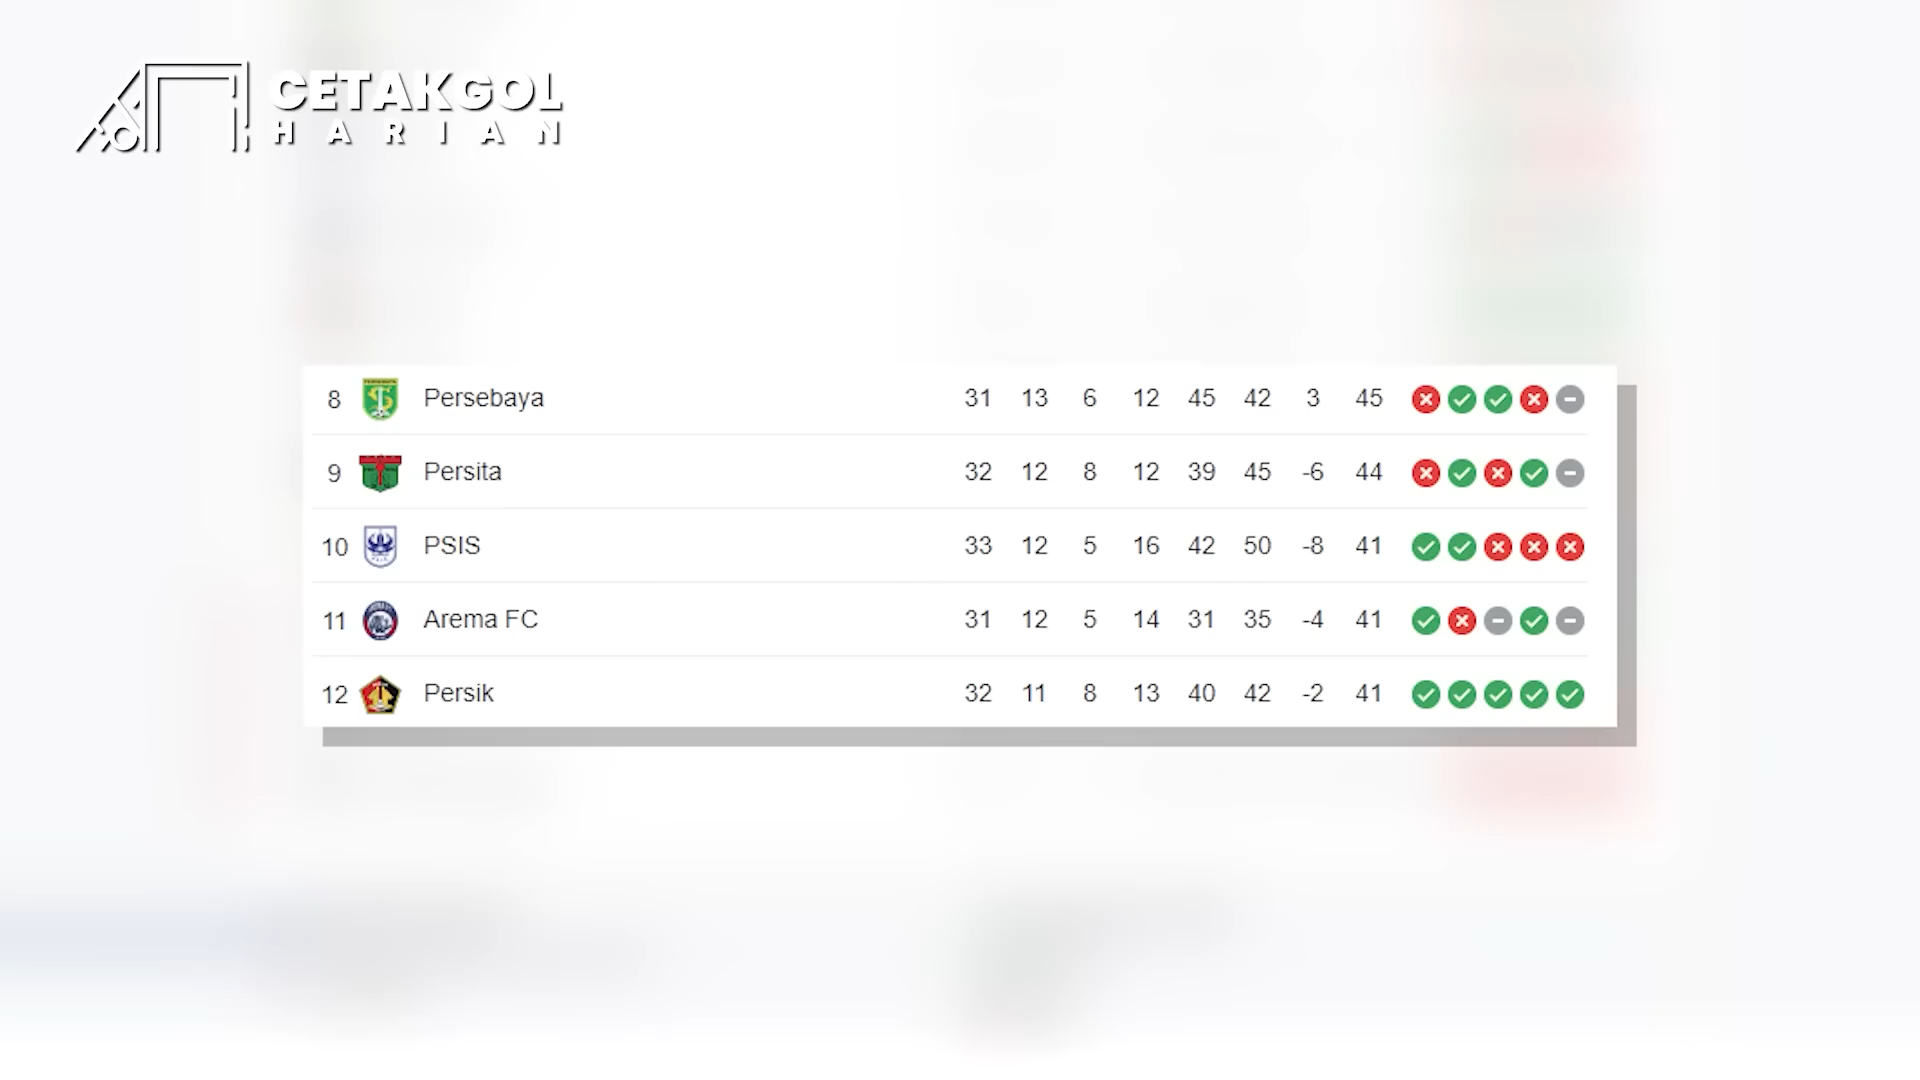 CETAKGOL
HARIAN
8 Persebaya 31 13 6 12 45 42 3 45
9 Persita 32 12 8 12 39 45 -6 44
10 PSIS 33 12 5 16 42 50 -8 41
11 Arema FC 31 12 5 14 31 35 -4 41
12 Persik 32 11 8 13 40 42 -2 41